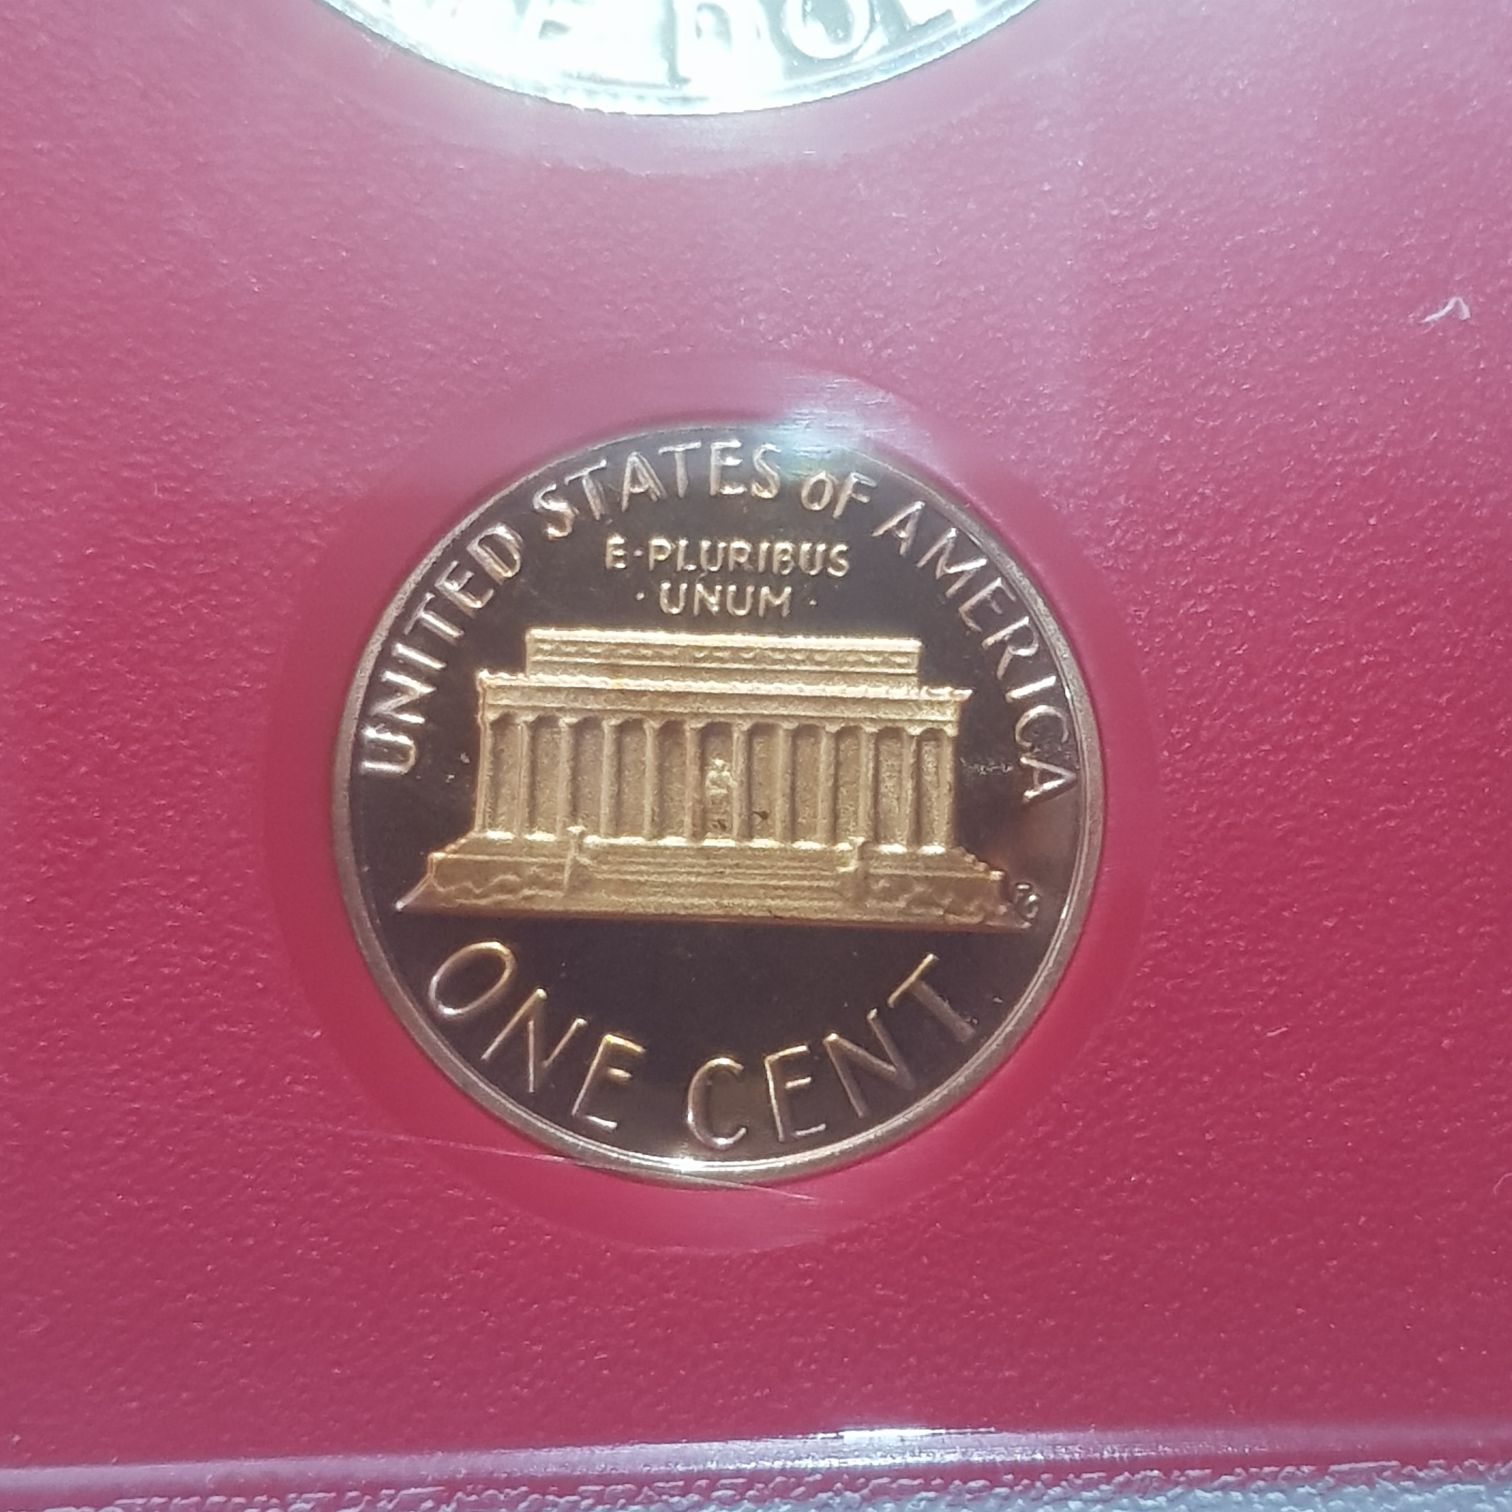 UNITED STATES OF AMERICA
E·PLURIBUS
·UNUM·
ONE CENT